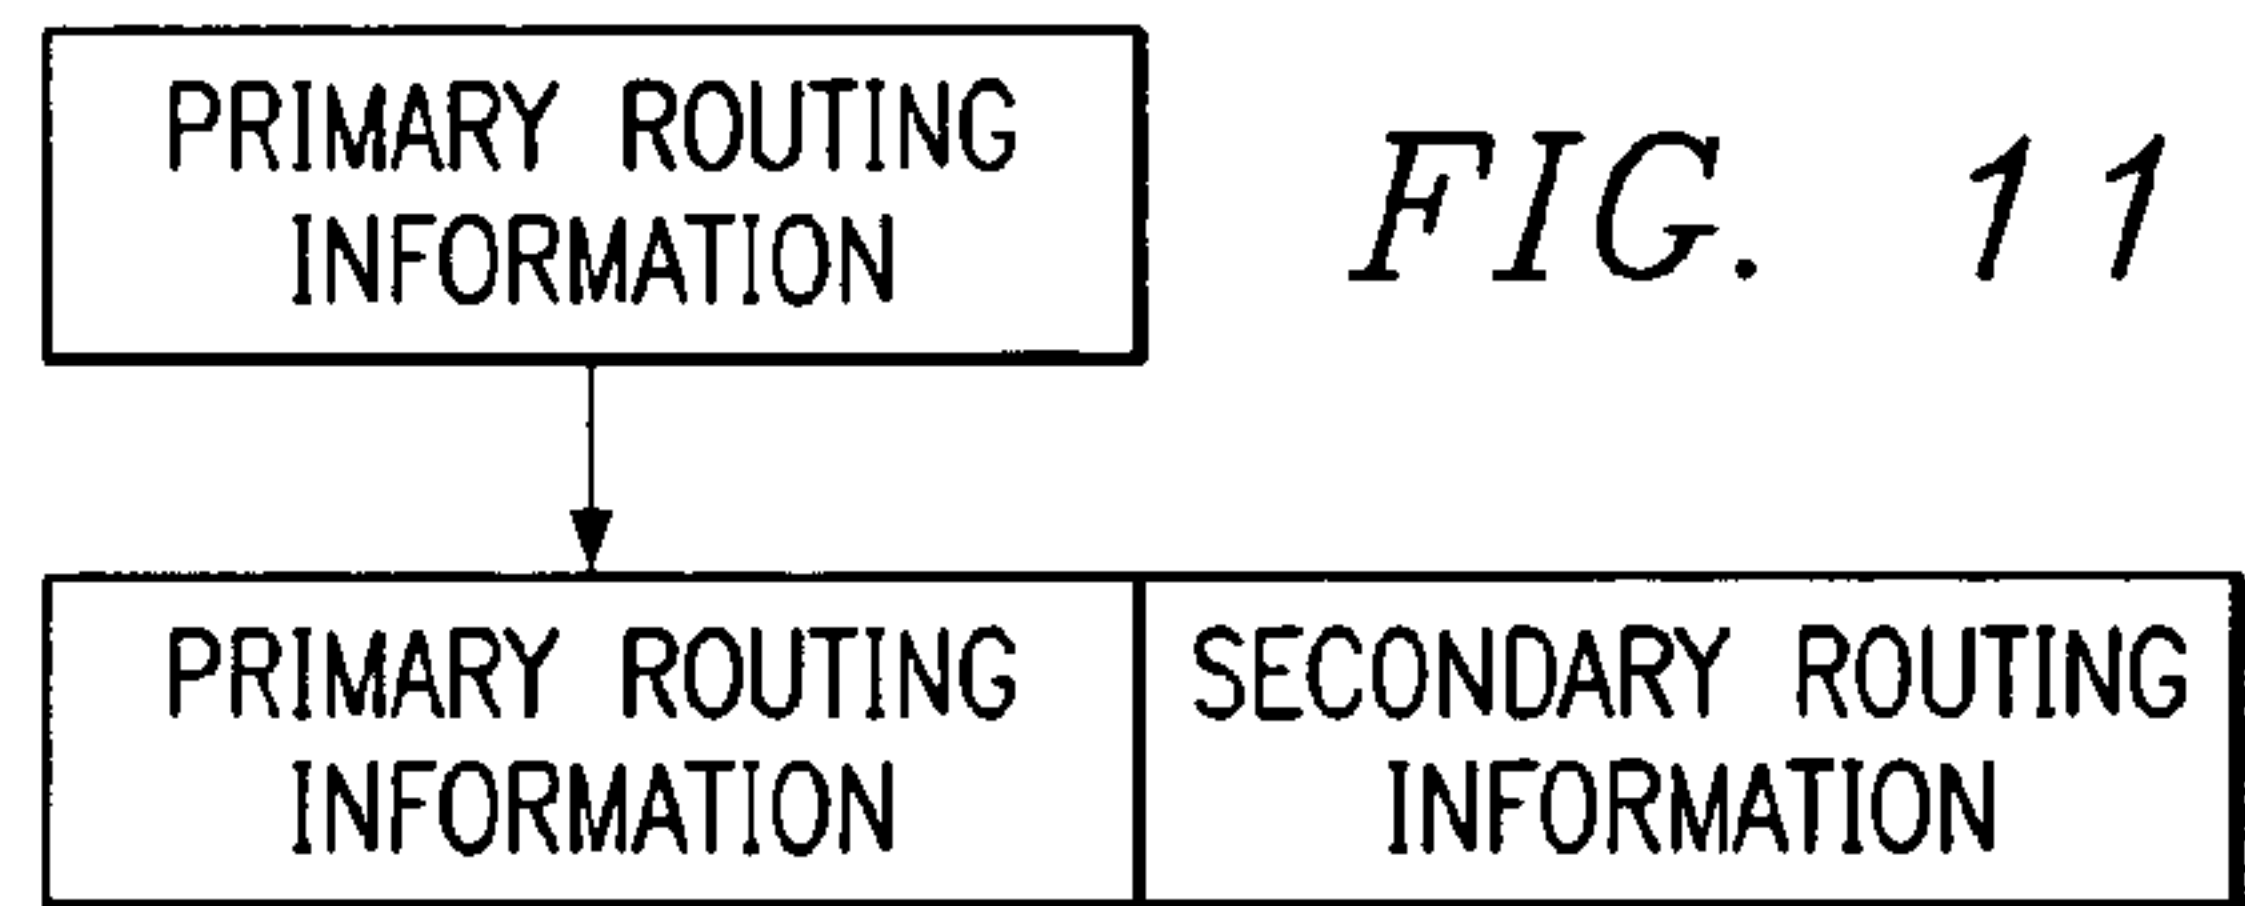 PRIMARY ROUTING
INFORMATION
FIG. 11
PRIMARY ROUTING
INFORMATION
SECONDARY ROUTING
INFORMATION